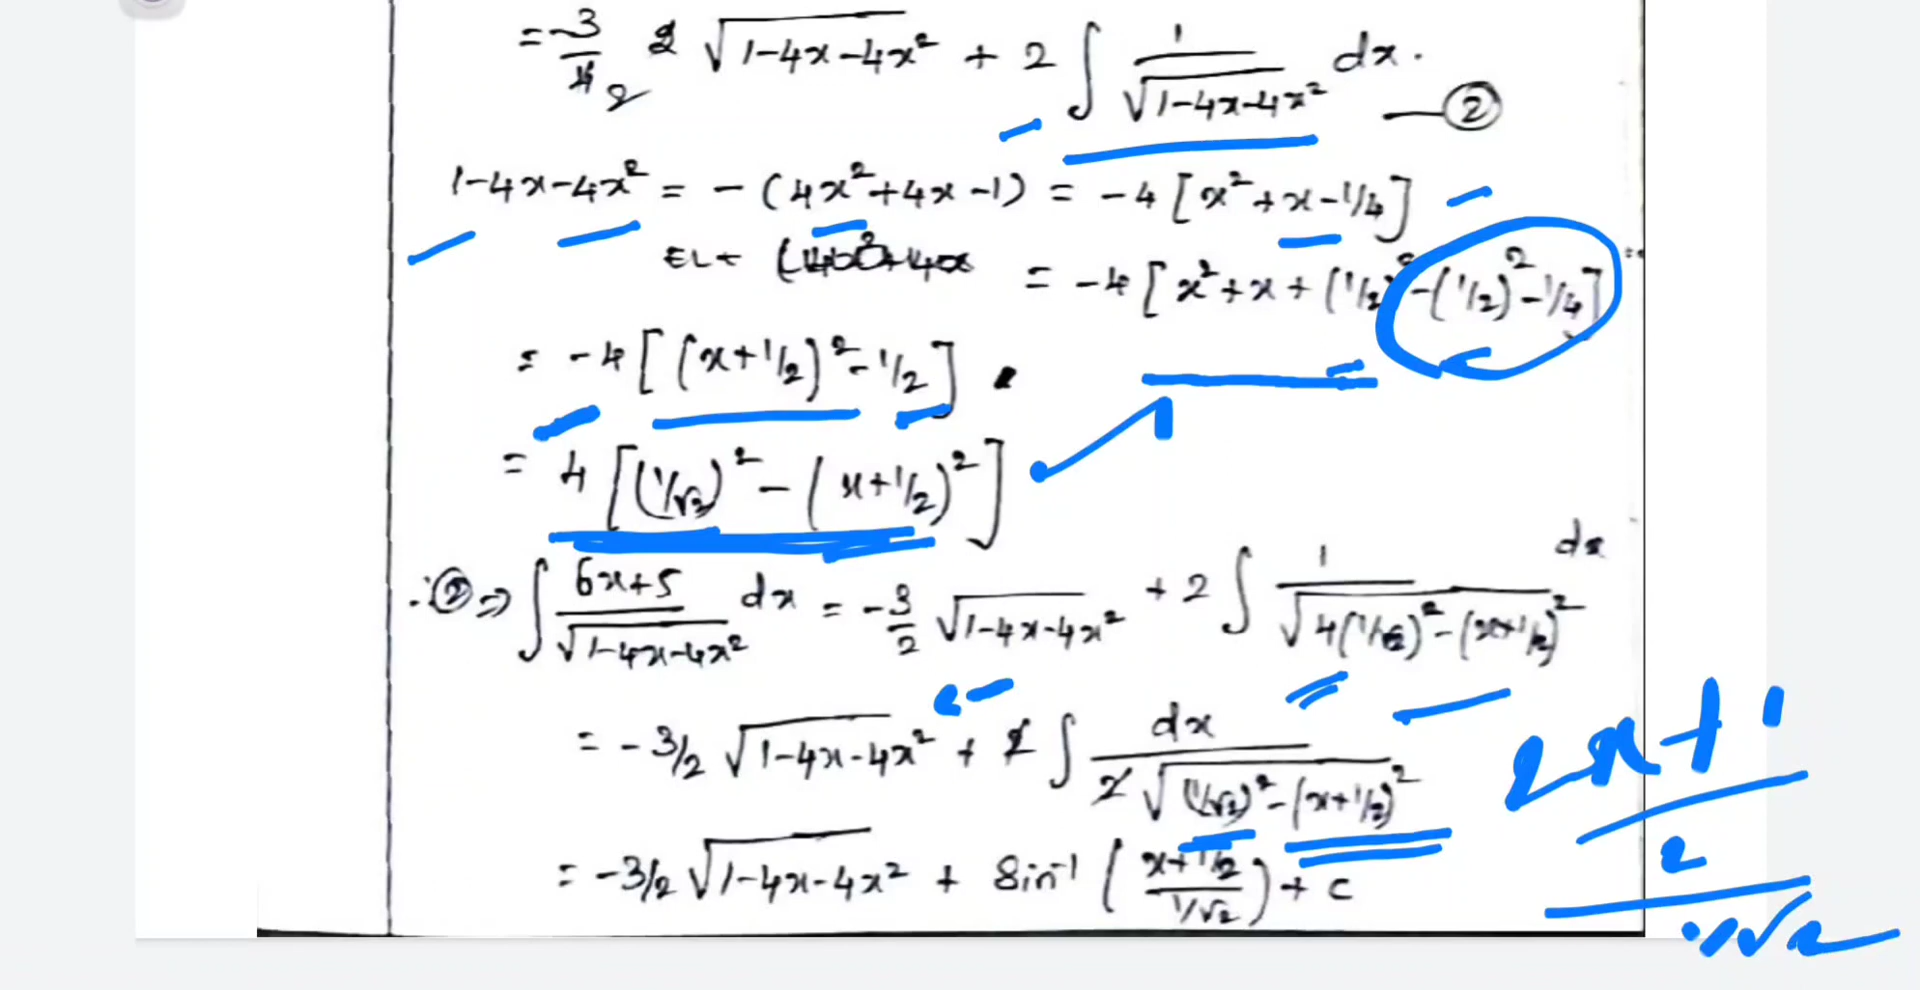 = -3/4 2 2 √(1-4x-4x²) + 2 ∫ 1/√(1-4x-4x²) dx. —②
1-4x-4x² = -(4x²+4x-1) = -4[x²+x-1/4]
= -4[x²+x+(1/2)²-(1/2)²-1/4]
= -4[(x+1/2)²-1/2]
= 4[(1/√2)²-(x+1/2)²]
∴②⇒ ∫ 6x+5/√(1-4x-4x²) dx = -3/2 √(1-4x-4x²) + 2 ∫ 1/√(4(1/√2)²-(x+1/2)²) dx
= -3/2 √(1-4x-4x²) + 2 ∫ dx/2√((1/√2)²-(x+1/2)²)
= -3/2 √(1-4x-4x²) + Sin⁻¹(x+1/2/1/√2) + c
2x+1
2
1/√2